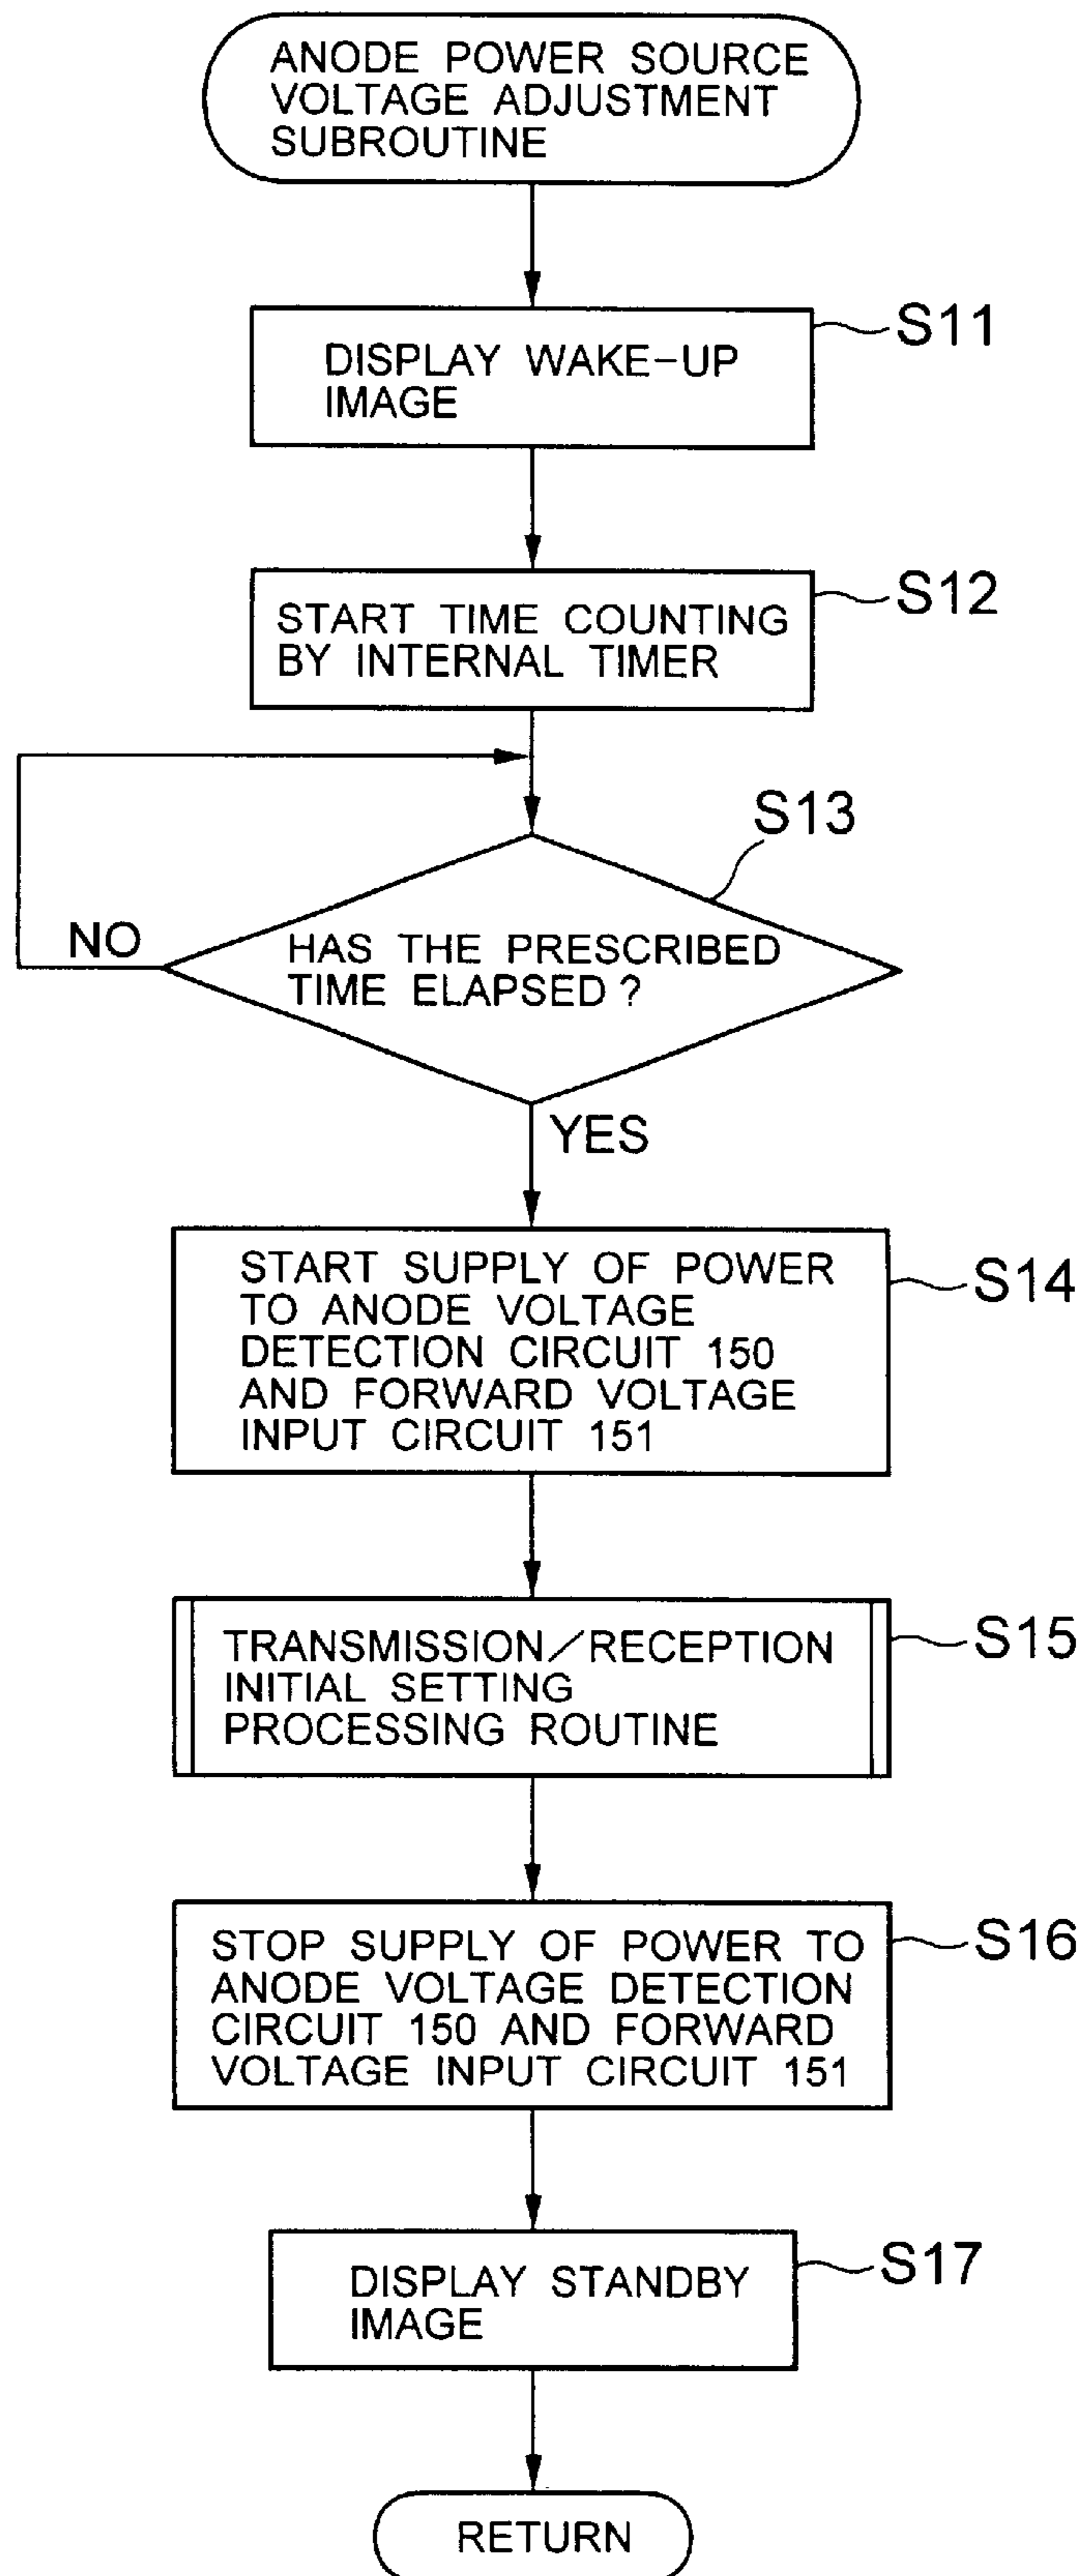 ANODE POWER SOURCE
VOLTAGE ADJUSTMENT
SUBROUTINE
S11
DISPLAY WAKE-UP
IMAGE
S12
START TIME COUNTING
BY INTERNAL TIMER
S13
NO
HAS THE PRESCRIBED
TIME ELAPSED ?
YES
S14
START SUPPLY OF POWER
TO ANODE VOLTAGE
DETECTION CIRCUIT 150
AND FORWARD VOLTAGE
INPUT CIRCUIT 151
S15
TRANSMISSION/RECEPTION
INITIAL SETTING
PROCESSING ROUTINE
S16
STOP SUPPLY OF POWER TO
ANODE VOLTAGE DETECTION
CIRCUIT 150 AND FORWARD
VOLTAGE INPUT CIRCUIT 151
S17
DISPLAY STANDBY
IMAGE
RETURN